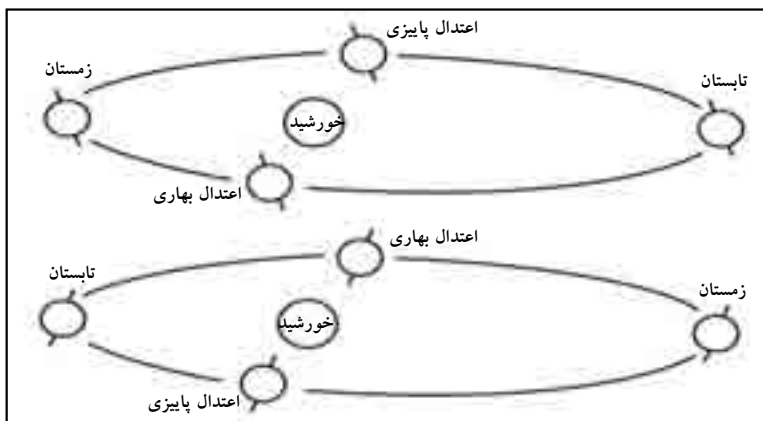 اعتدال پاییزی
زمستان
تابستان
خورشید
اعتدال بهاری
اعتدال بهاری
تابستان
زمستان
خورشید
اعتدال پاییزی